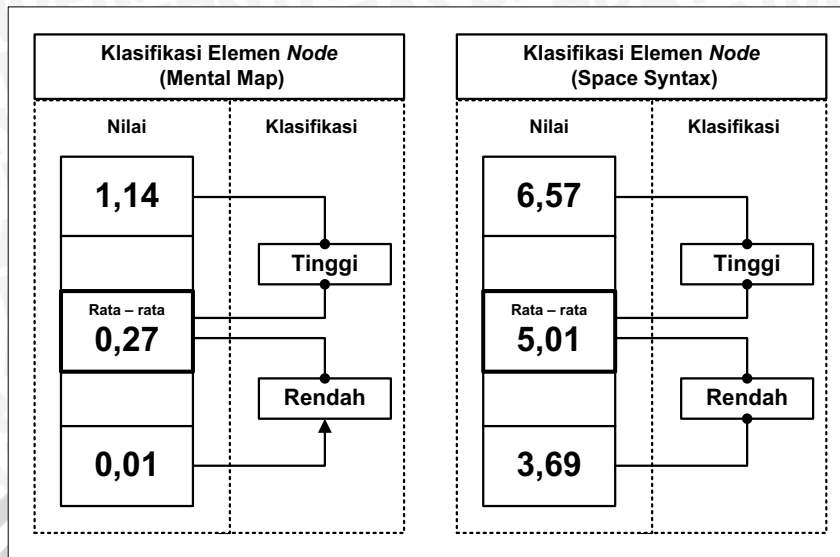 Klasifikasi Elemen Node
(Mental Map)
Nilai
Klasifikasi
1,14
Tinggi
Rata – rata
0,27
Rendah
0,01
Klasifikasi Elemen Node
(Space Syntax)
Nilai
Klasifikasi
6,57
Tinggi
Rata – rata
5,01
Rendah
3,69